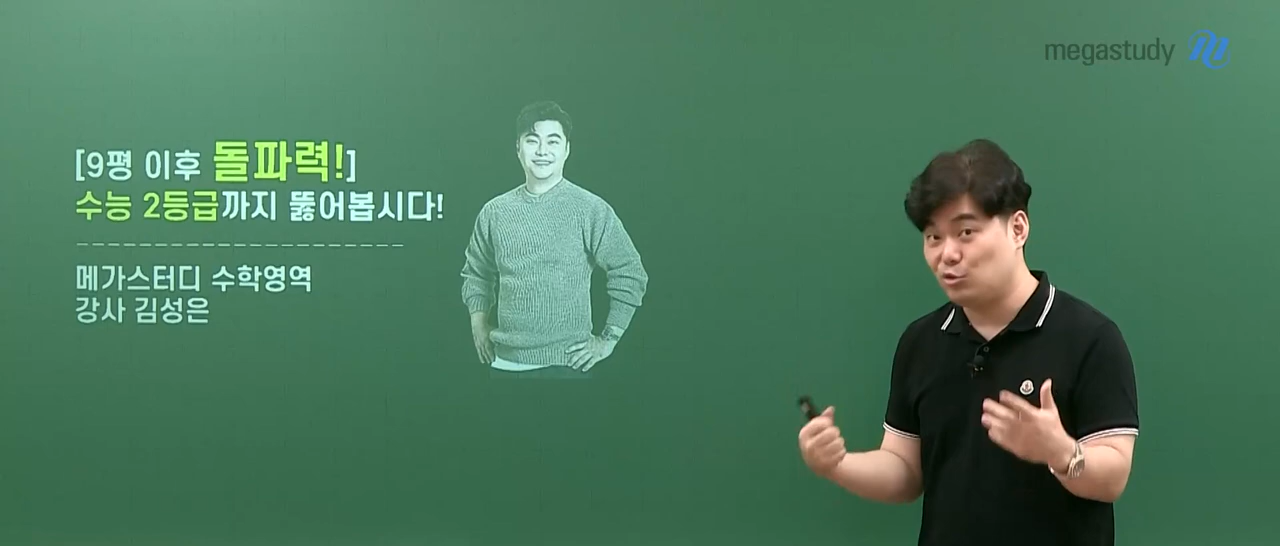 megastudy
[9평 이후 돌파력!]
수능 2등급까지 뚫어봅시다!
메가스터디 수학영역
강사 김성은